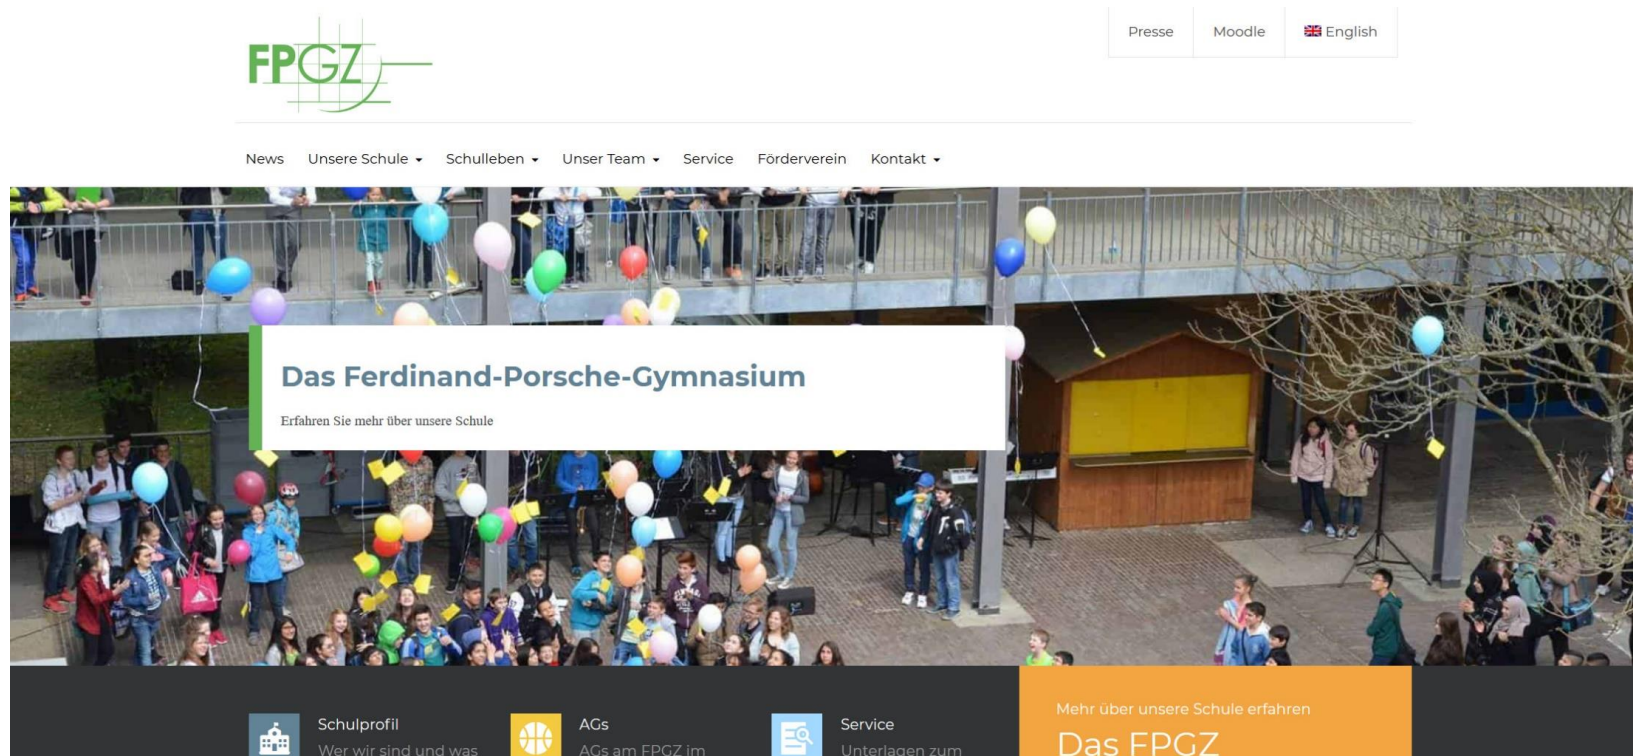 FPGZ
Presse
Moodle
English
News
Unsere Schule
Schulleben
Unser Team
Service
Förderverein
Kontakt
Das Ferdinand-Porsche-Gymnasium
Erfahren Sie mehr über unsere Schule
Schulprofil
Wer wir sind und was
AGs
AGs am FPGZ im
Service
Unterlagen zum
Mehr über unsere Schule erfahren
Das FPGZ